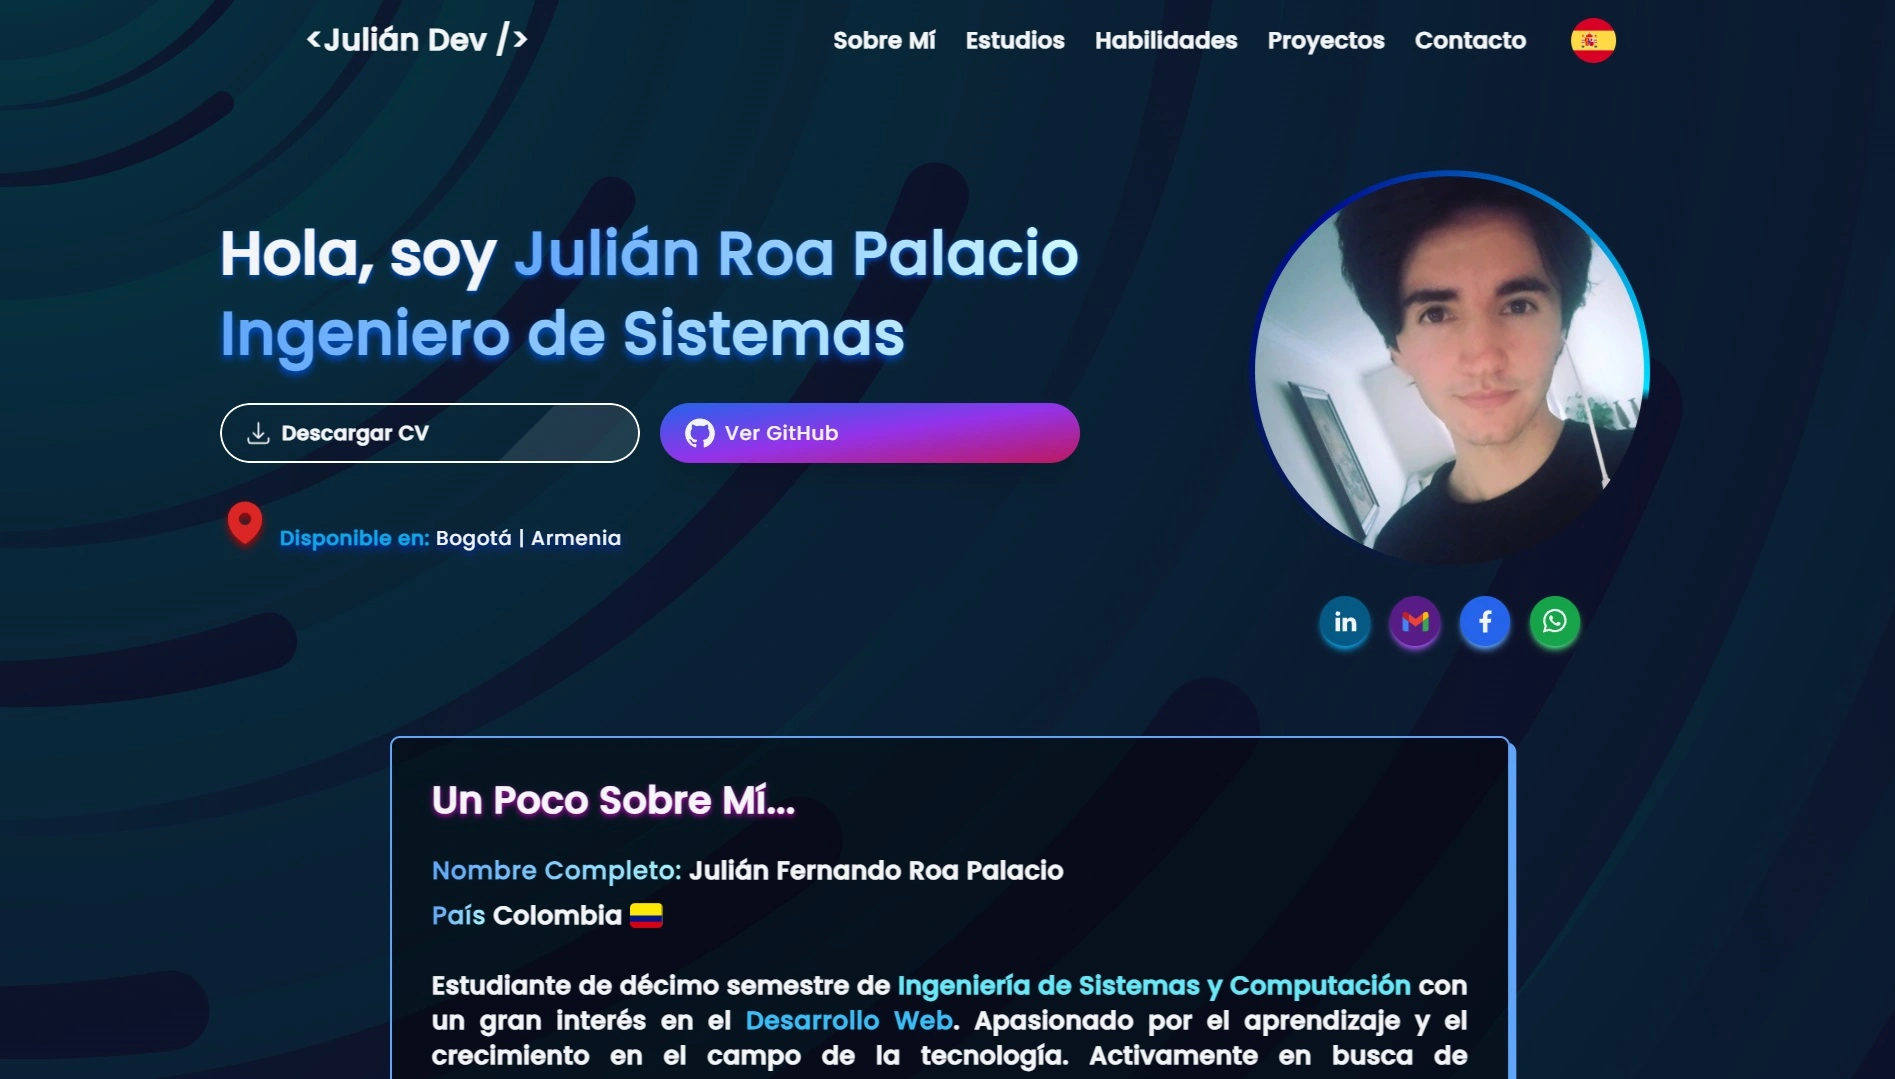 <Julián Dev />
Sobre Mí Estudios Habilidades Proyectos Contacto
Hola, soy Julián Roa Palacio
Ingeniero de Sistemas
Descargar CV Ver GitHub
Disponible en: Bogotá | Armenia
in f
Un Poco Sobre Mí...
Nombre Completo: Julián Fernando Roa Palacio
País Colombia
Estudiante de décimo semestre de Ingeniería de Sistemas y Computación con
un gran interés en el Desarrollo Web. Apasionado por el aprendizaje y el
crecimiento en el campo de la tecnología. Activamente en busca de